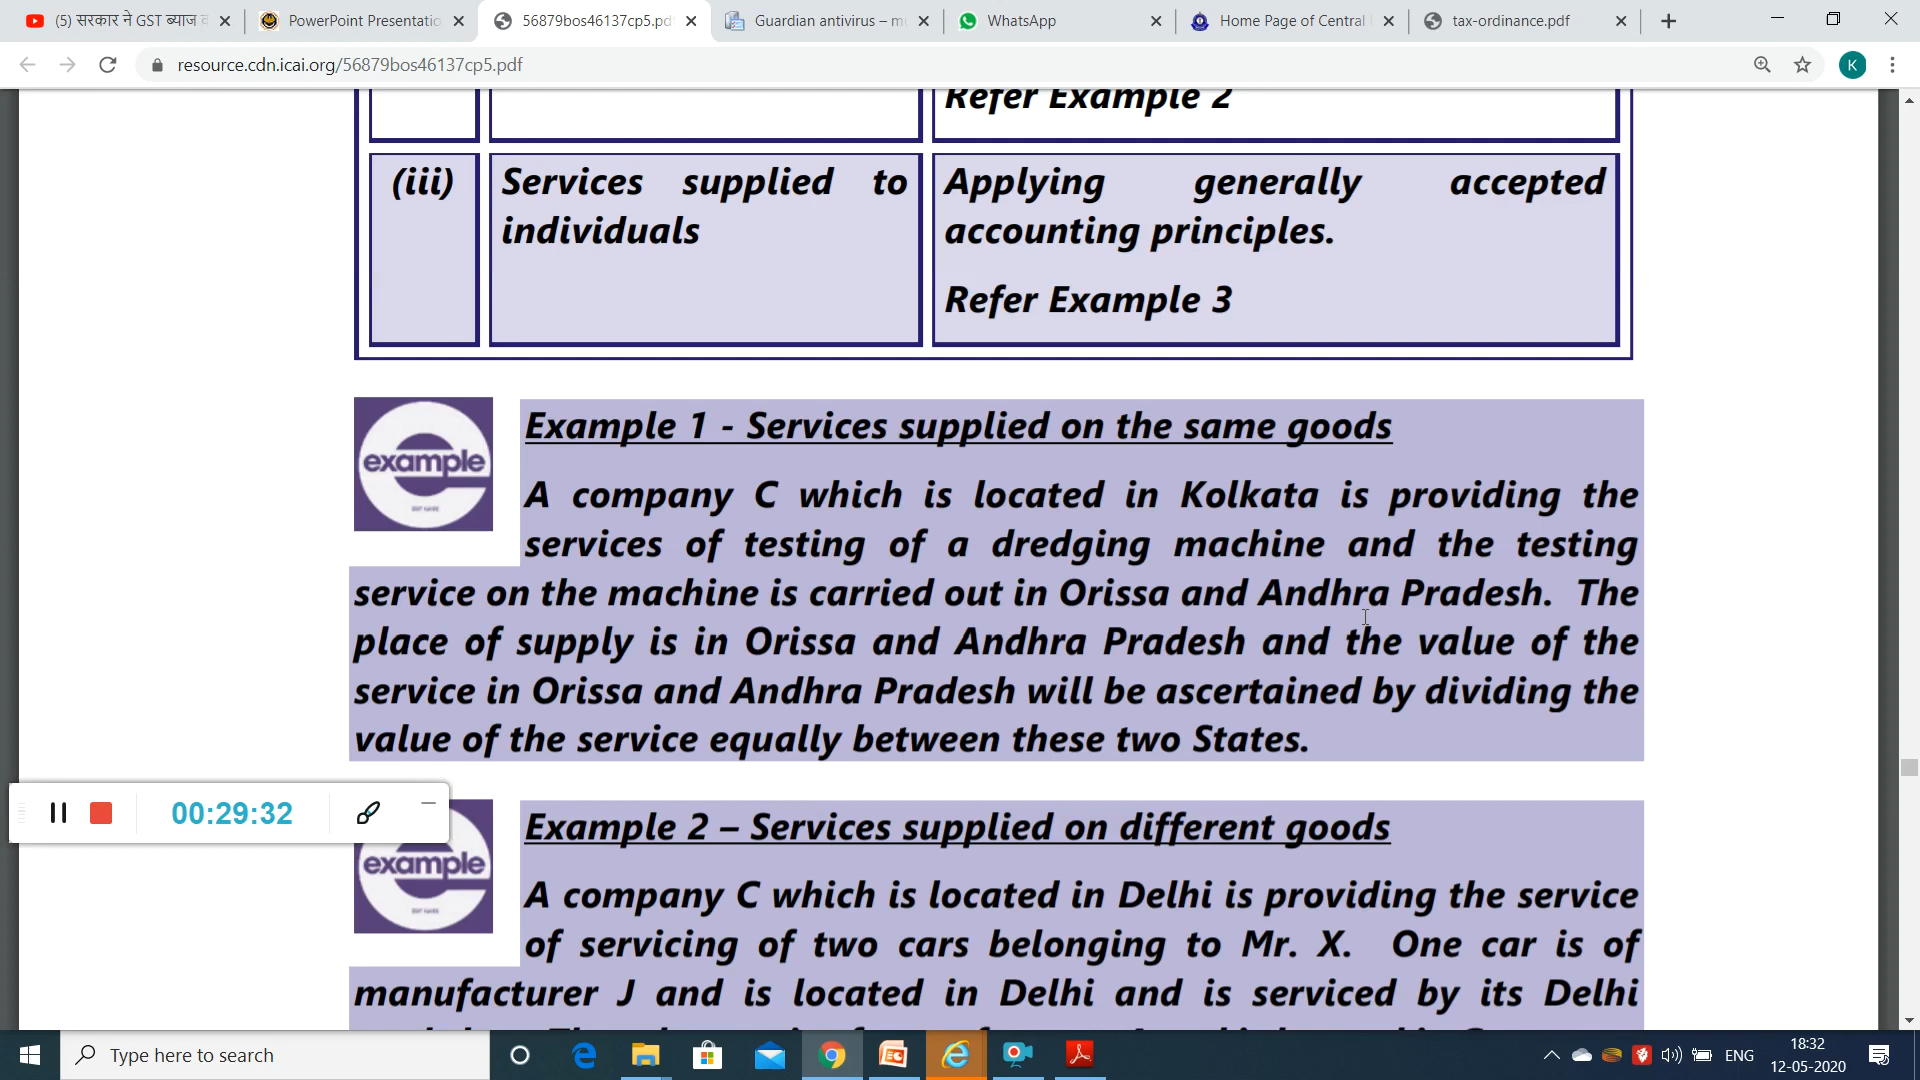 (5) सरकार ने GST ब्याज
PowerPoint Presentatio
56879bos46137cp5.pd
Guardian antivirus – m
WhatsApp
Home Page of Central
tax-ordinance.pdf
resource.cdn.icai.org/56879bos46137cp5.pdf
K
Refer Example 2
(iii)
Services supplied to
individuals
Applying generally accepted
accounting principles.
Refer Example 3
example
Example 1 - Services supplied on the same goods
A company C which is located in Kolkata is providing the
services of testing of a dredging machine and the testing
service on the machine is carried out in Orissa and Andhra Pradesh. The
place of supply is in Orissa and Andhra Pradesh and the value of the
service in Orissa and Andhra Pradesh will be ascertained by dividing the
value of the service equally between these two States.
00:29:32
example
Example 2 – Services supplied on different goods
A company C which is located in Delhi is providing the service
of servicing of two cars belonging to Mr. X. One car is of
manufacturer J and is located in Delhi and is serviced by its Delhi
Type here to search
ENG
18:32
12-05-2020